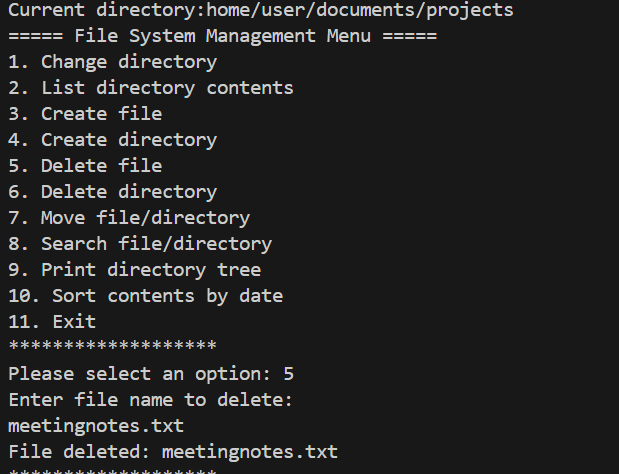 Current directory:home/user/documents/projects
===== File System Management Menu =====
1. Change directory
2. List directory contents
3. Create file
4. Create directory
5. Delete file
6. Delete directory
7. Move file/directory
8. Search file/directory
9. Print directory tree
10. Sort contents by date
11. Exit
*******************
Please select an option: 5
Enter file name to delete:
meetingnotes.txt
File deleted: meetingnotes.txt
*******************